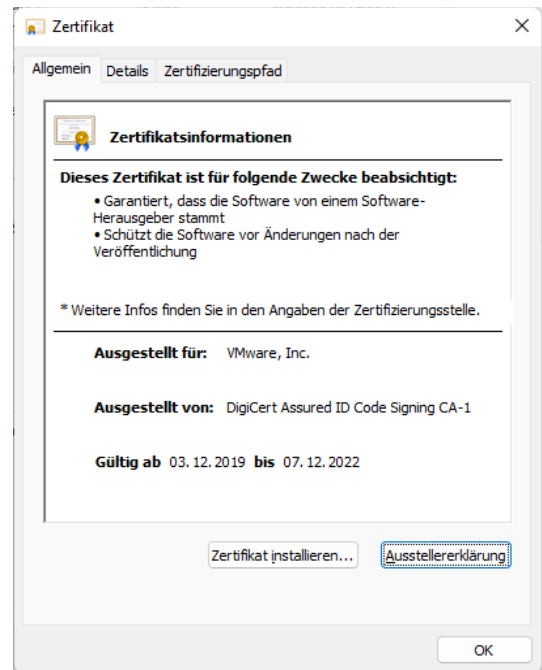 Zertifikat
Allgemein Details Zertifizierungspfad
Zertifikatsinformationen
Dieses Zertifikat ist für folgende Zwecke beabsichtigt:
• Garantiert, dass die Software von einem Software-
Herausgeber stammt
• Schützt die Software vor Änderungen nach der
Veröffentlichung
* Weitere Infos finden Sie in den Angaben der Zertifizierungsstelle.
Ausgestellt für: VMware, Inc.
Ausgestellt von: DigiCert Assured ID Code Signing CA-1
Gültig ab 03.12.2019 bis 07.12.2022
Zertifikat installieren... Ausstellererklärung
OK